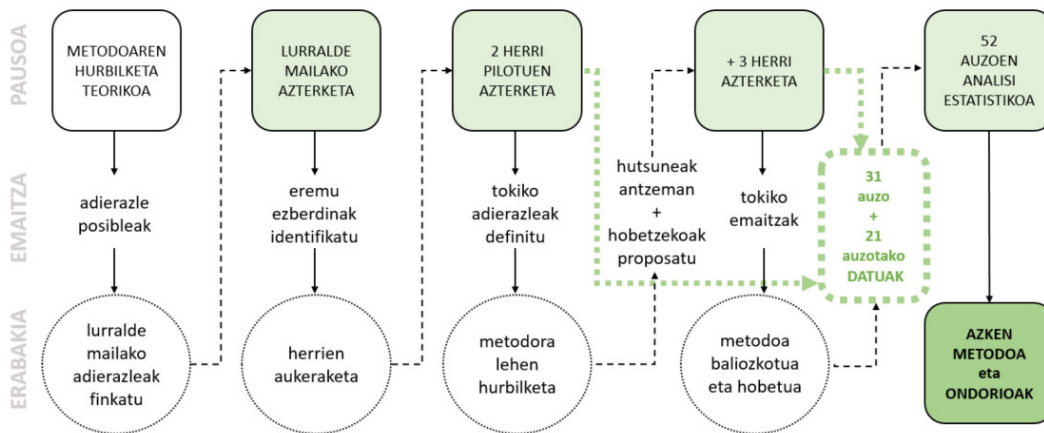 PAUSOA
METODOAREN
HURBILKETA
TEORIKOA
LURRALDE
MAILAKO
AZTERKETA
2 HERRI
PILOTUEN
AZTERKETA
+ 3 HERRI
AZTERKETA
52
AUZOEN
ANALISI
ESTATISTIKOA
EMAITZA
adierazle
posibleak
eremu
ezberdinak
identifikatu
tokiko
adierazleak
definitu
hutsuneak
antzeman
+
hobetzekoak
proposatu
tokiko
emaitzak
31
auzo
+
21
auzotako
DATUAK
ERABAKIA
lurralde
mailako
adierazleak
finkatu
herrien
aukeraketa
metodora
lehen
hurbilketa
metodoa
baliozkotua
eta hobetua
AZKEN
METODOA
eta
ONDORIOAK